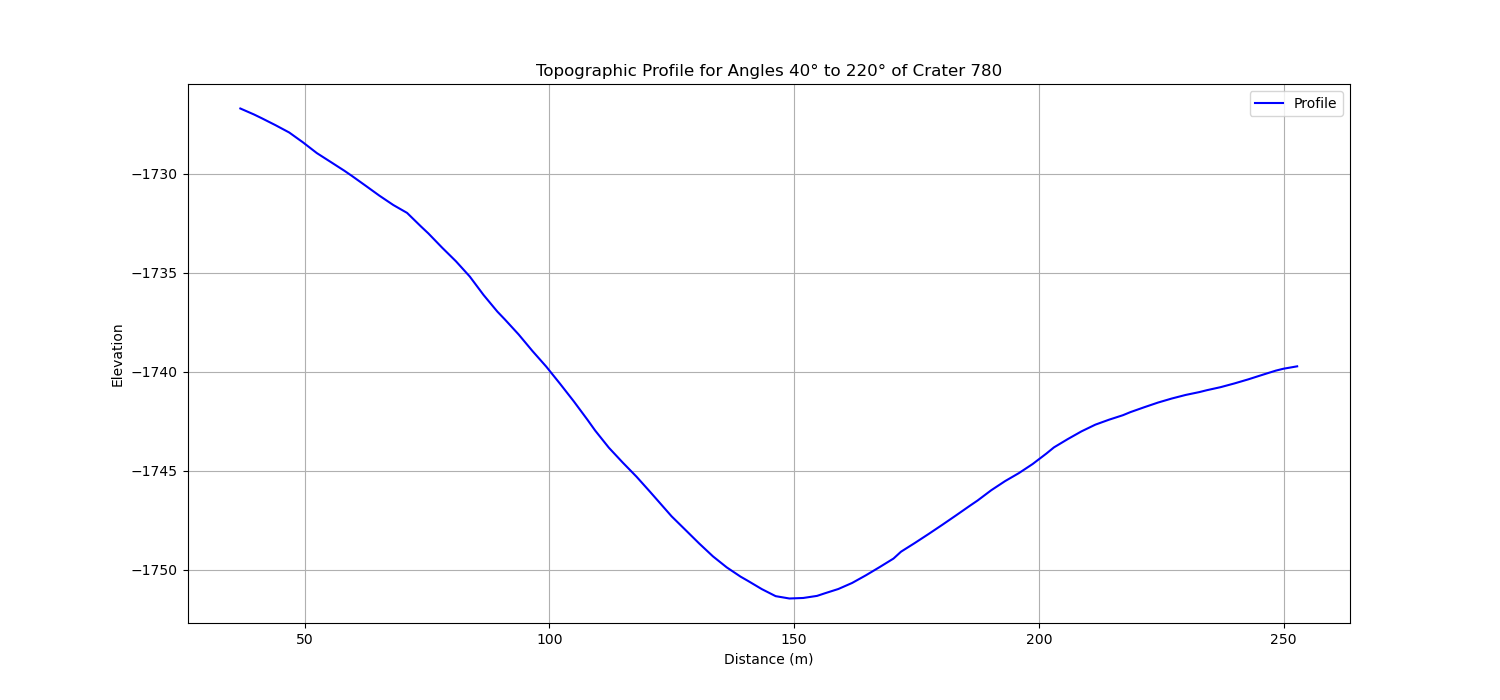 Topographic Profile for Angles 40° to 220° of Crater 780
Profile
−1730
−1735
−1740
−1745
−1750
Elevation
50
100
150
200
250
Distance (m)